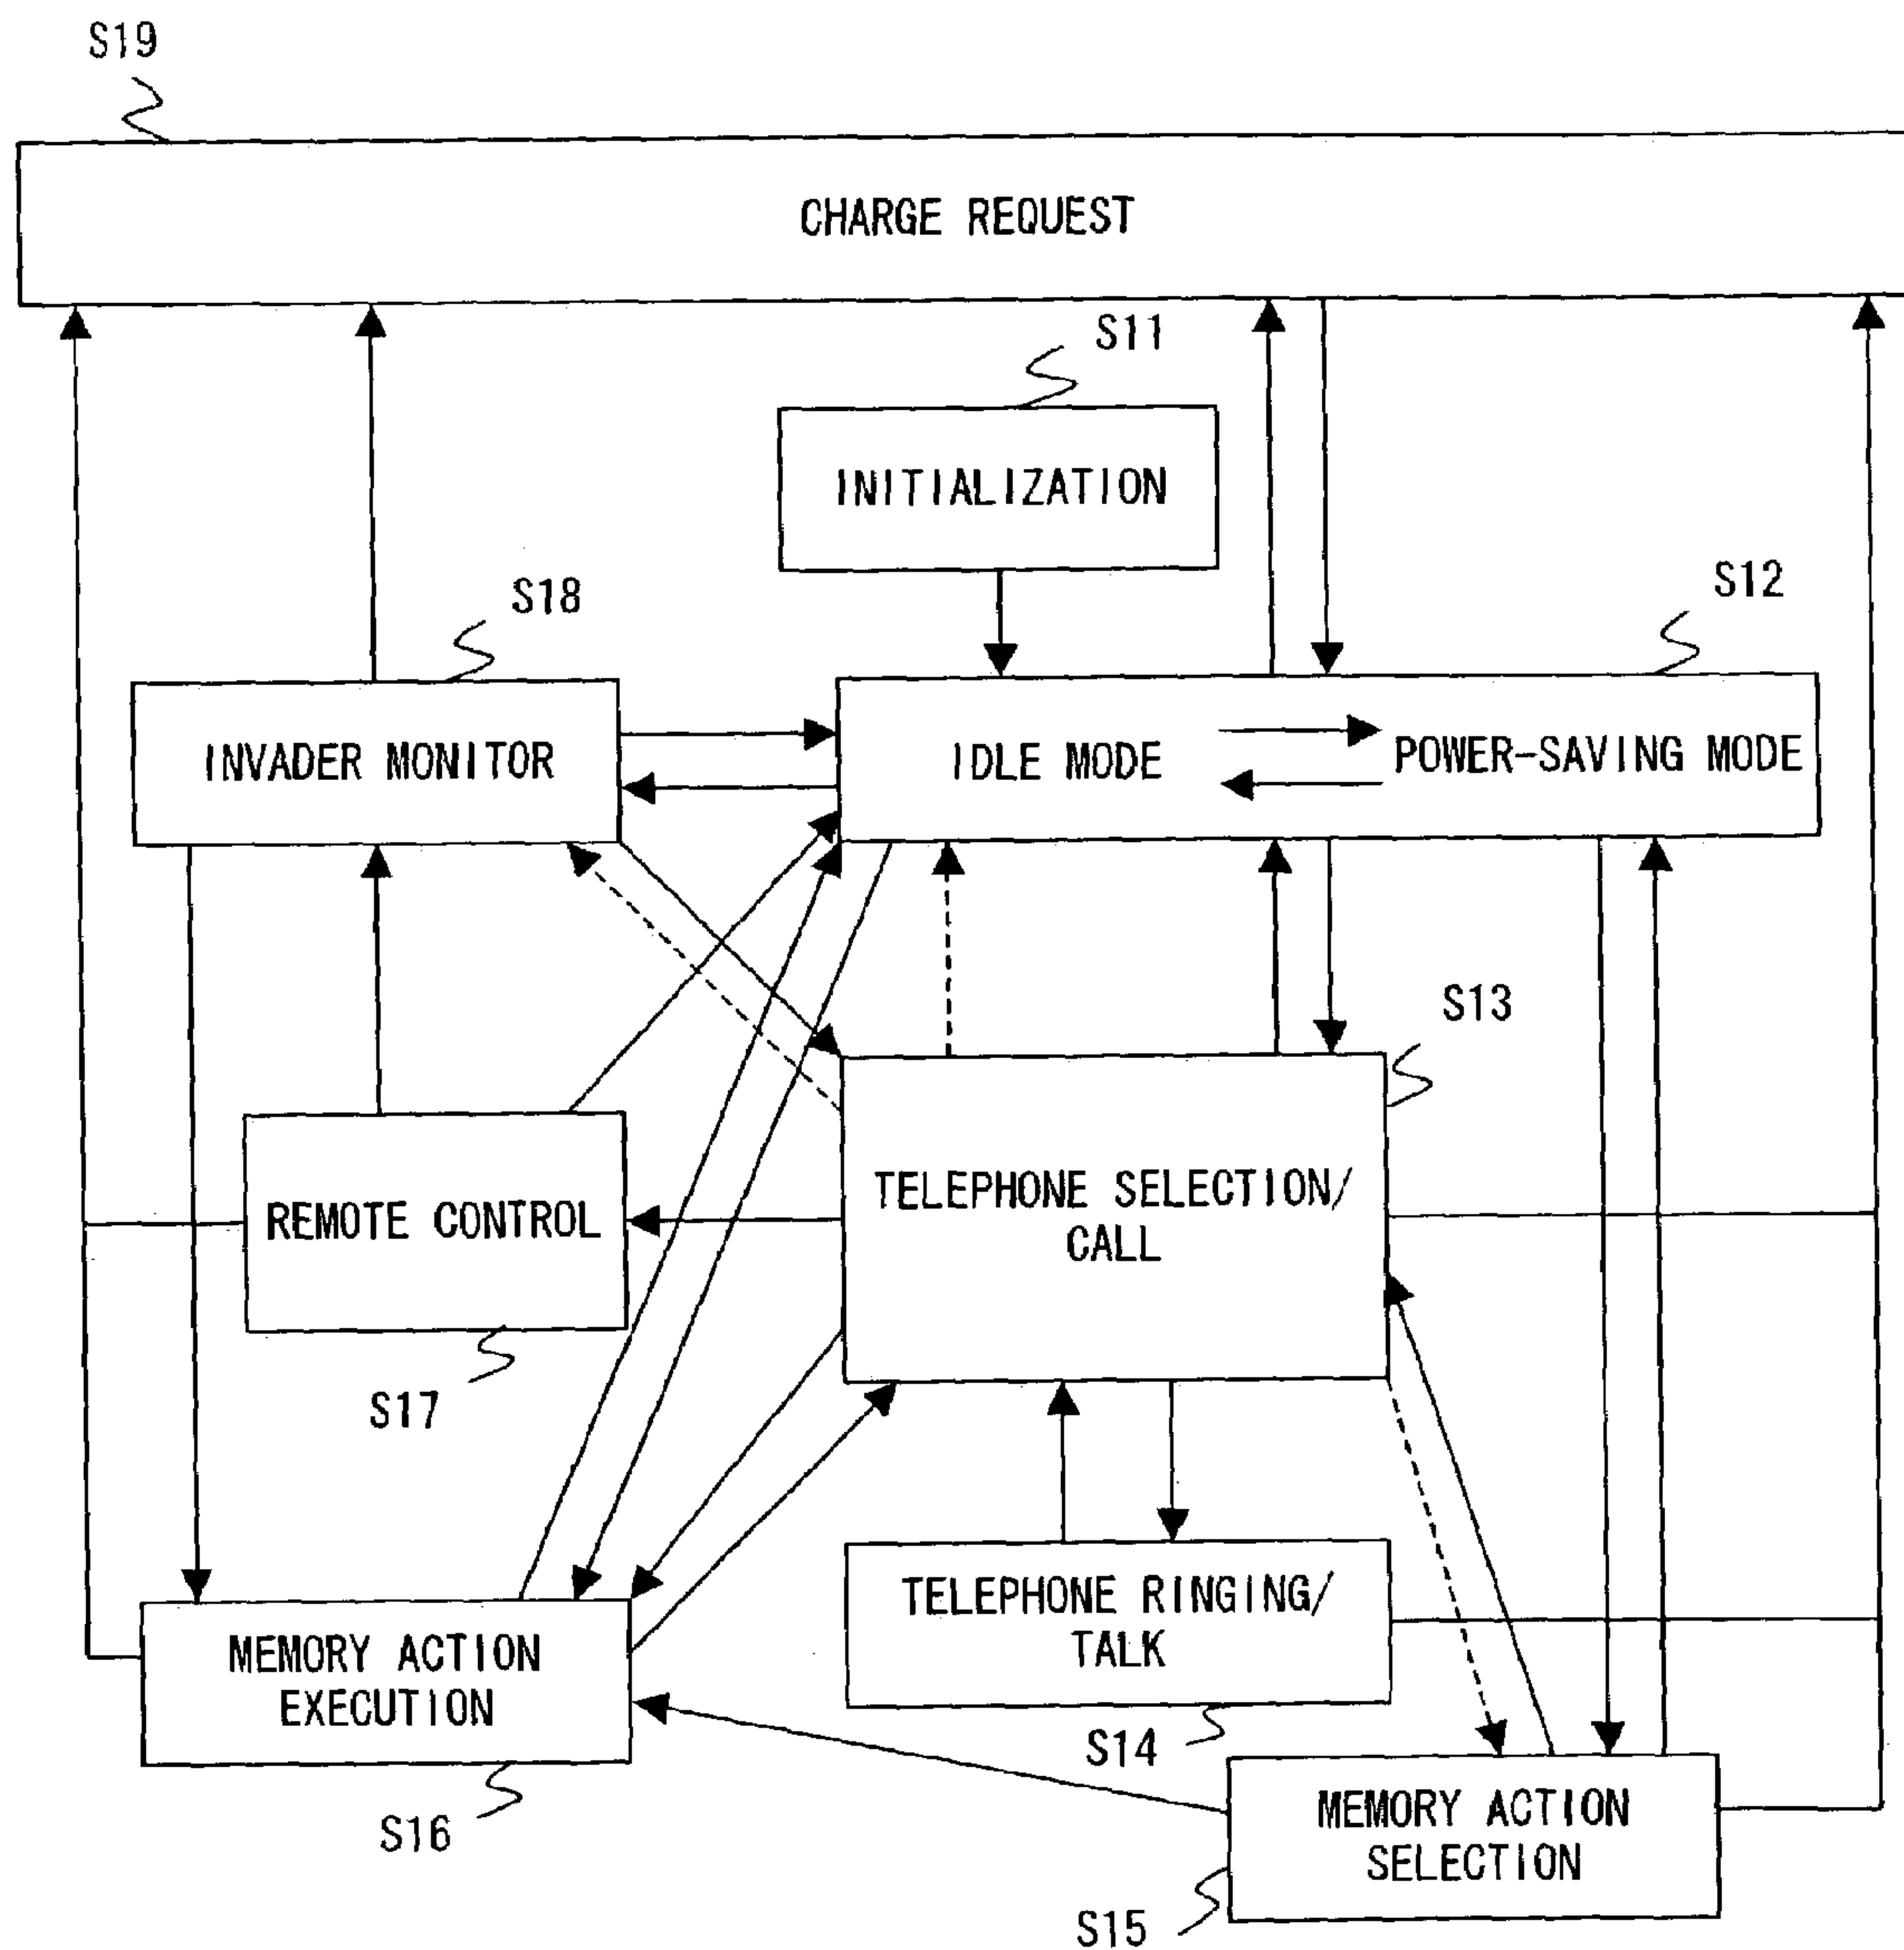 S19
CHARGE REQUEST
S11
INITIALIZATION
S18
S12
INVADER MONITOR
IDLE MODE
POWER-SAVING MODE
S13
TELEPHONE SELECTION/
CALL
REMOTE CONTROL
S17
TELEPHONE RINGING/
TALK
MEMORY ACTION
EXECUTION
S14
S16
MEMORY ACTION
SELECTION
S15